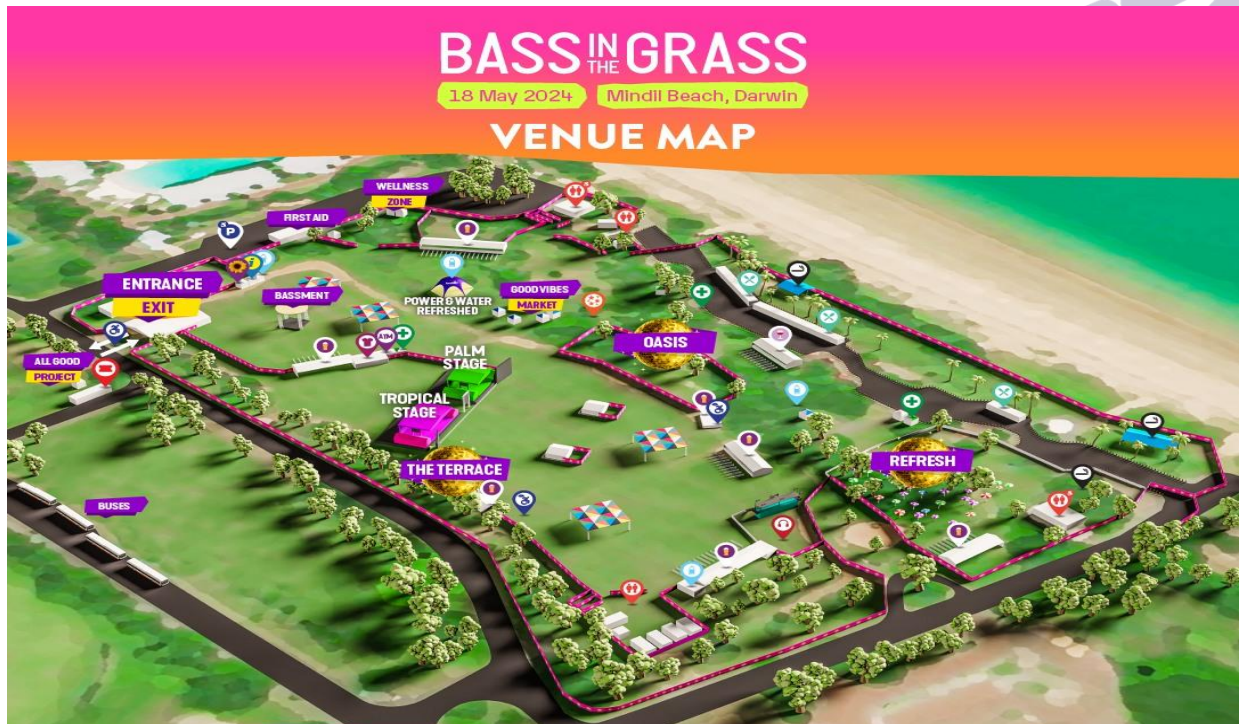 BASS IN THE GRASS
18 May 2024 Mindil Beach, Darwin
VENUE MAP
WELLNESS
ZONE
FIRST AID
P
ENTRANCE
EXIT
BASSMENT
POWER & WATER
REFRESHED
GOOD VIBES
MARKET
OASIS
ATM
ALL GOOD
PROJECT
PALM
STAGE
TROPICAL
STAGE
THE TERRACE
REFRESH
BUSES